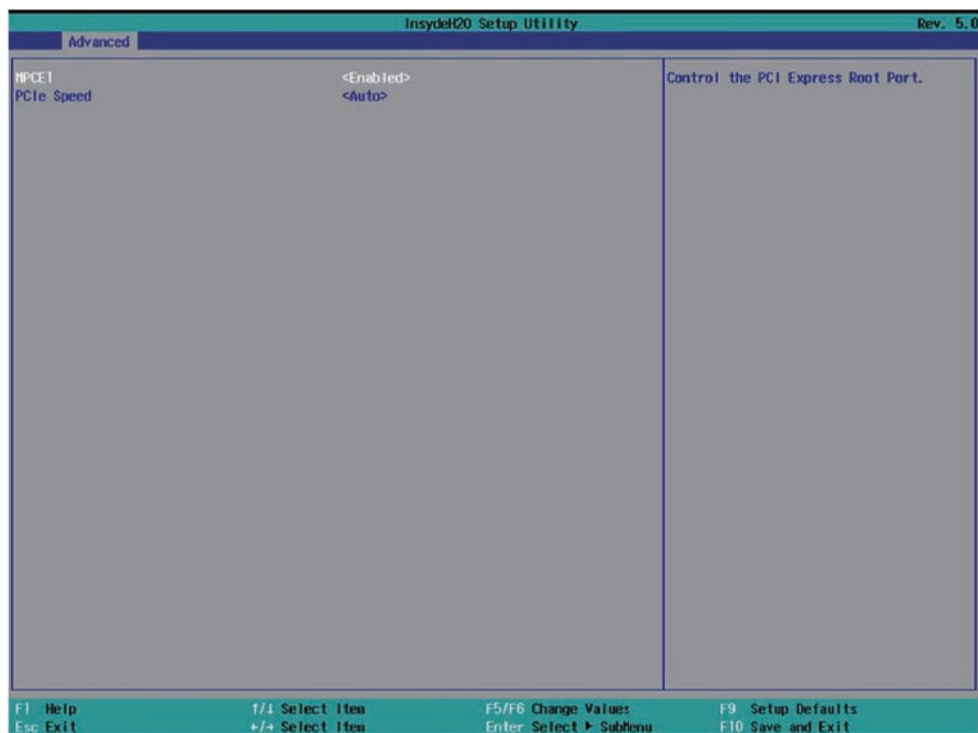 InsydeH20 Setup Utility Rev. 5.0
Advanced
MPCE1 <Enabled> Control the PCI Express Root Port.
PCIe Speed <Auto>
F1 Help ↑/↓ Select Item F5/F6 Change Values F9 Setup Defaults
Esc Exit ←/→ Select Item Enter Select ▶ SubMenu F10 Save and Exit